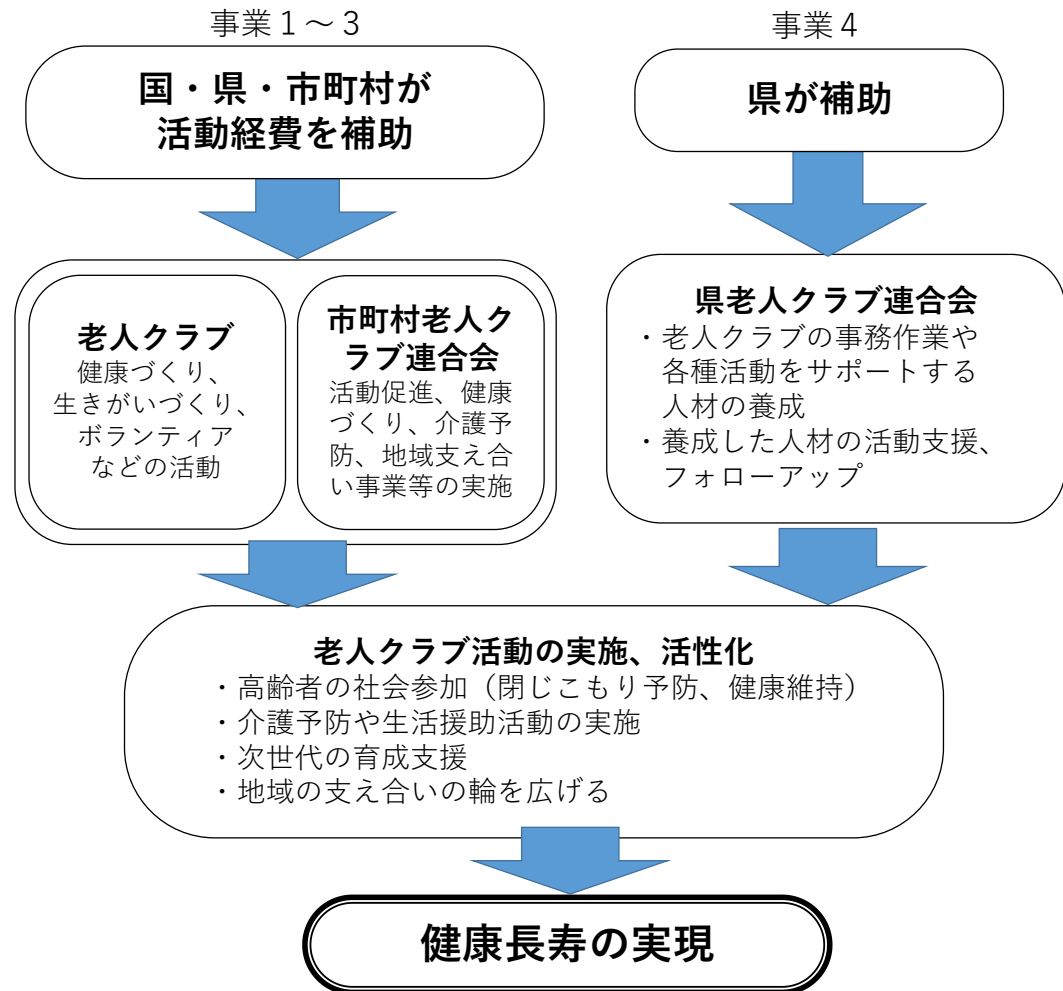 事業1～3
国・県・市町村が
活動経費を補助
事業4
県が補助
老人クラブ
健康づくり、
生きがいづくり、
ボランティア
などの活動
市町村老人ク
ラブ連合会
活動促進、健康
づくり、介護予
防、地域支え合
い事業等の実施
県老人クラブ連合会
・老人クラブの事務作業や
各種活動をサポートする
人材の養成
・養成した人材の活動支援、
フォローアップ
老人クラブ活動の実施、活性化
・高齢者の社会参加（閉じこもり予防、健康維持）
・介護予防や生活援助活動の実施
・次世代の育成支援
・地域の支え合いの輪を広げる
健康長寿の実現